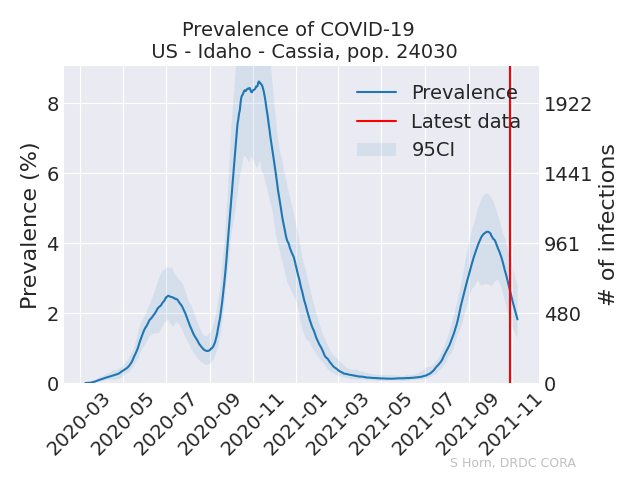 Prevalence of COVID-19
US - Idaho - Cassia, pop. 24030
Prevalence
Latest data
95CI
Prevalence (%)
8
6
4
2
0
1922
1441
961
480
0
# of infections
2020-03
2020-05
2020-07
2020-09
2020-11
2021-01
2021-03
2021-05
2021-07
2021-09
2021-11
S Horn, DRDC CORA